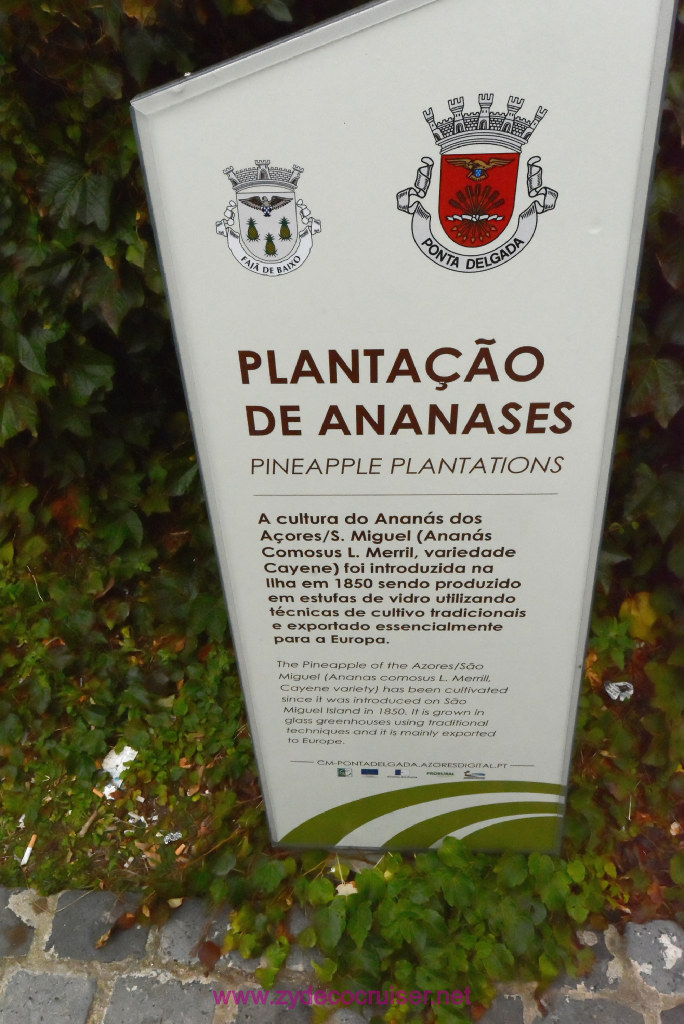 FAJÃ DE BAIXO
PONTA DELGADA
PLANTAÇÃO
DE ANANASES
PINEAPPLE PLANTATIONS
A cultura do Ananás dos
Açores/S. Miguel (Ananás
Comosus L. Merril, variedade
Cayene) foi introduzida na
Ilha em 1850 sendo produzido
em estufas de vidro utilizando
técnicas de cultivo tradicionais
e exportado essencialmente
para a Europa.
The Pineapple of the Azores/São
Miguel (Ananas comosus L. Merrill,
Cayene variety) has been cultivated
since it was introduced on São
Miguel Island in 1850. It is grown in
glass greenhouses using traditional
techniques and it is mainly exported
to Europe.
CM-PONTADELGADA.AZORESDIGITAL.PT
PRORURAL
www.zydecocruiser.net